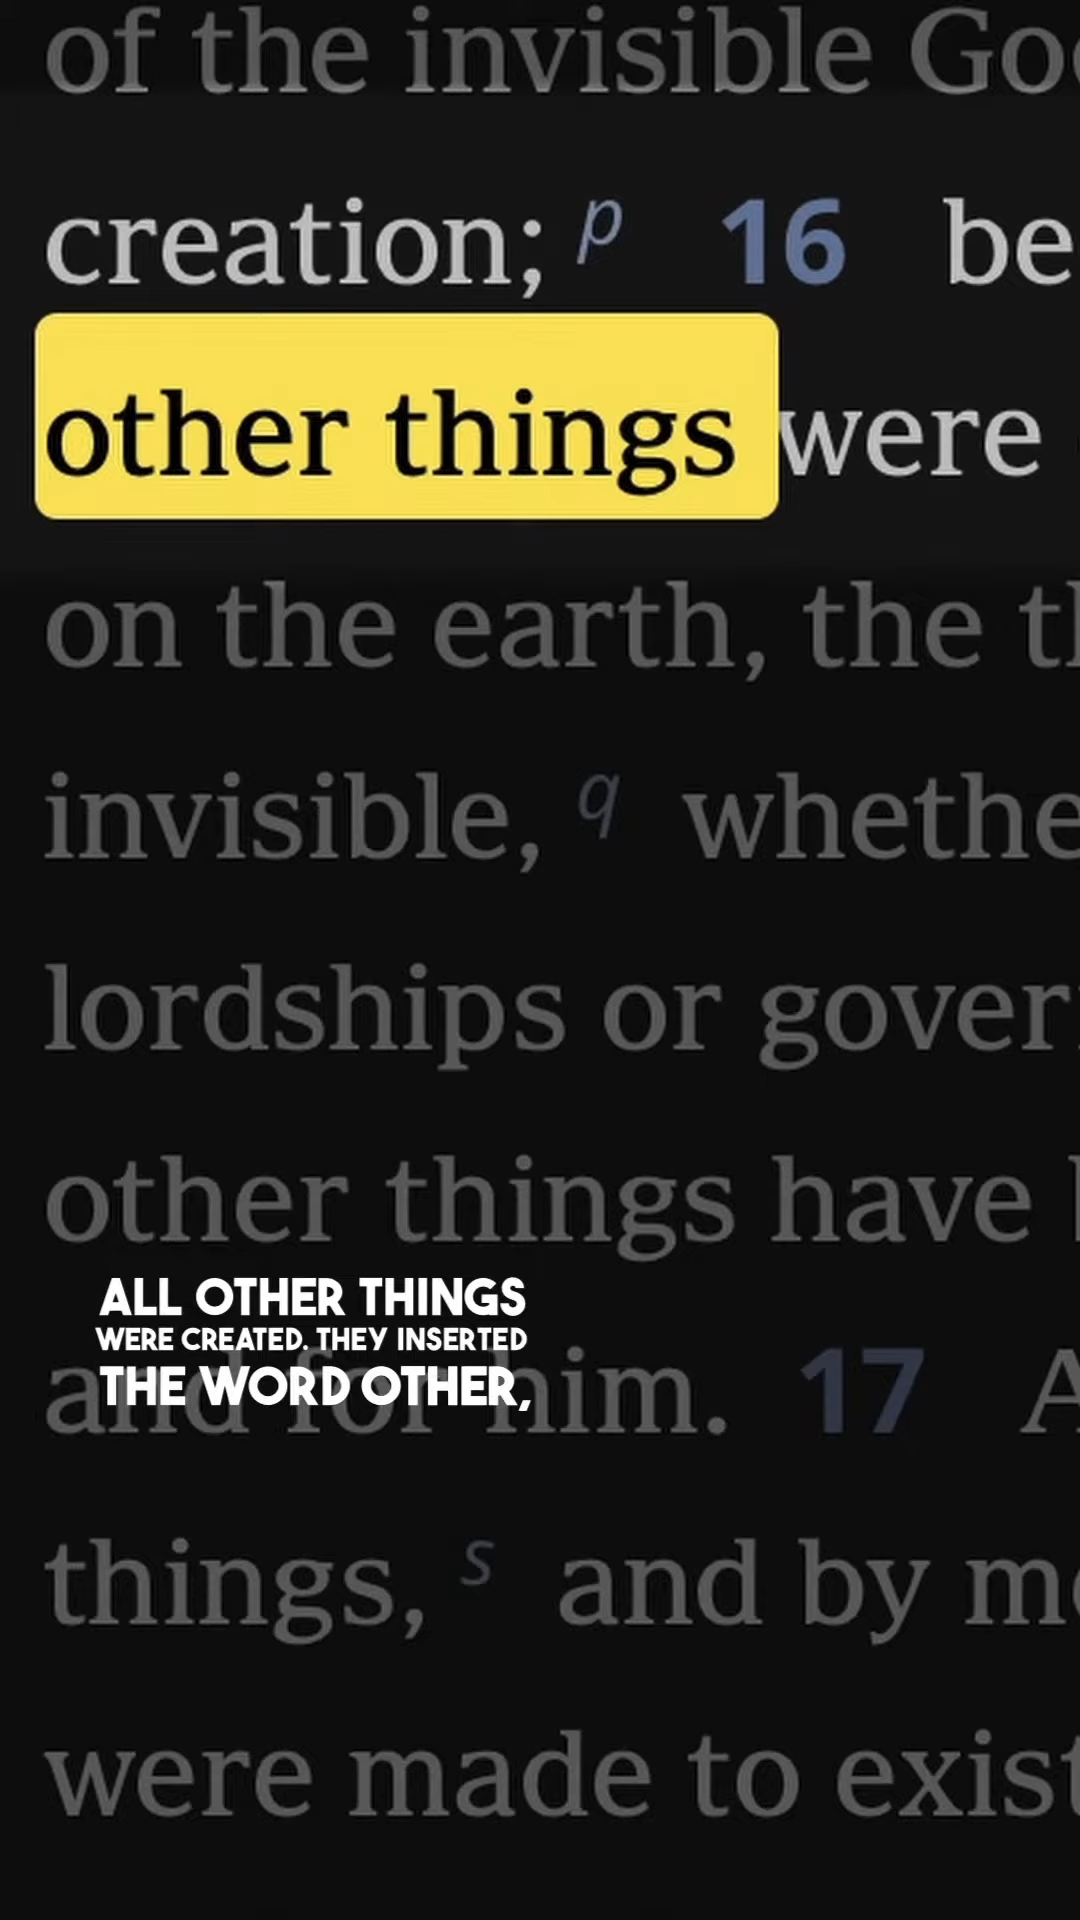 of the invisible
creation; p 16 be
other things were
on the earth, the
invisible, q whethe
lordships or gover
other things have
ALL OTHER THINGS
WERE CREATED. THEY INSERTED
THE WORD OTHER,
and for him. 17 A
things, s and by m
were made to exist